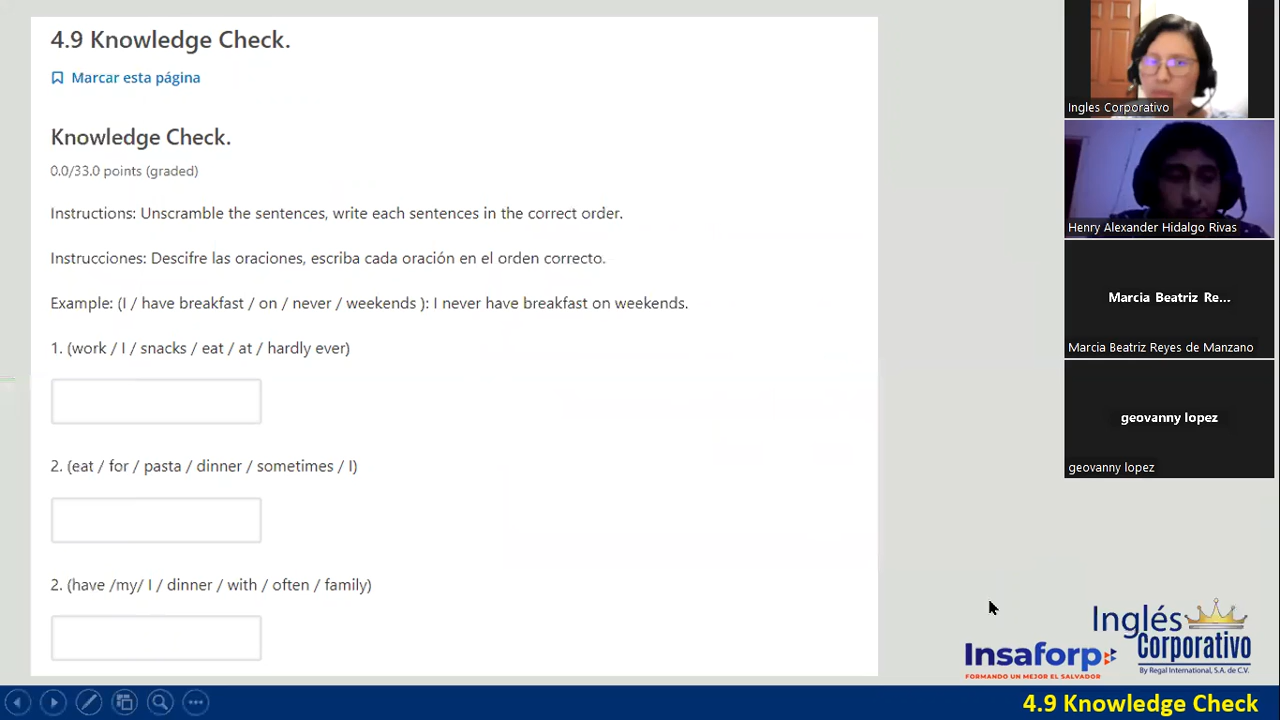 4.9 Knowledge Check.
Marcar esta página
Knowledge Check.
0.0/33.0 points (graded)
Instructions: Unscramble the sentences, write each sentences in the correct order.
Instrucciones: Descifre las oraciones, escriba cada oración en el orden correcto.
Example: (I / have breakfast / on / never / weekends ): I never have breakfast on weekends.
1. (work / I / snacks / eat / at / hardly ever)
2. (eat / for / pasta / dinner / sometimes / I)
2. (have /my/ I / dinner / with / often / family)
Ingles Corporativo
Henry Alexander Hidalgo Rivas
Marcia Beatriz Re...
Marcia Beatriz Reyes de Manzano
geovanny lopez
geovanny lopez
Insaforp
FORMANDO UN MEJOR EL SALVADOR
Inglés
Corporativo
By Regal International, S.A. de C.V.
4.9 Knowledge Check